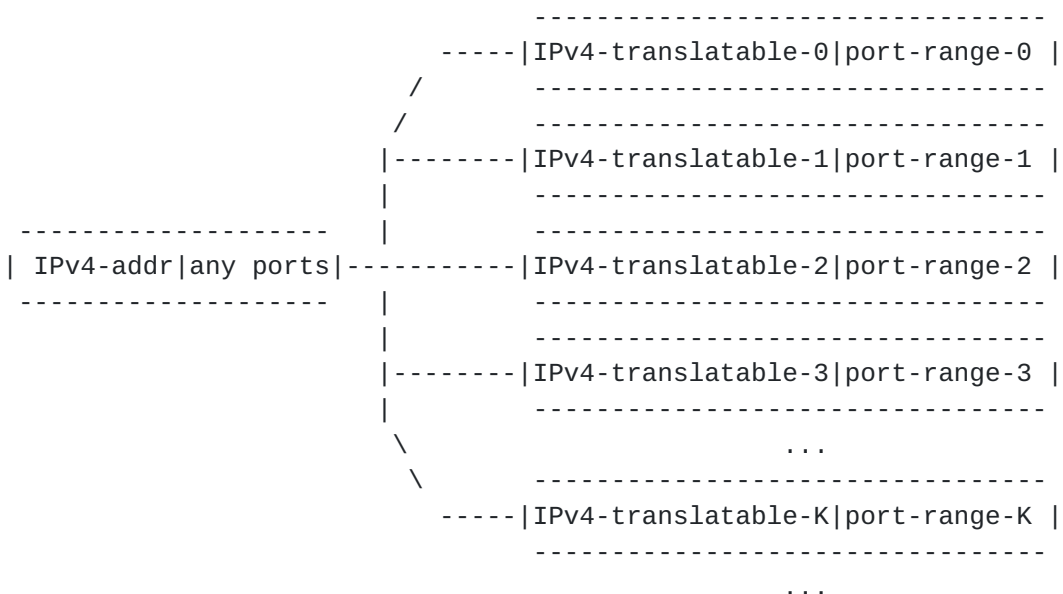 ---------------------------------
-----|IPv4-translatable-0|port-range-0 |
/ ---------------------------------
/ ---------------------------------
|--------|IPv4-translatable-1|port-range-1 |
| ---------------------------------
-------------------- | ---------------------------------
| IPv4-addr|any ports|-----------|IPv4-translatable-2|port-range-2 |
-------------------- | ---------------------------------
| ---------------------------------
|--------|IPv4-translatable-3|port-range-3 |
| ---------------------------------
\ ...
\ ---------------------------------
-----|IPv4-translatable-K|port-range-K |
---------------------------------
...